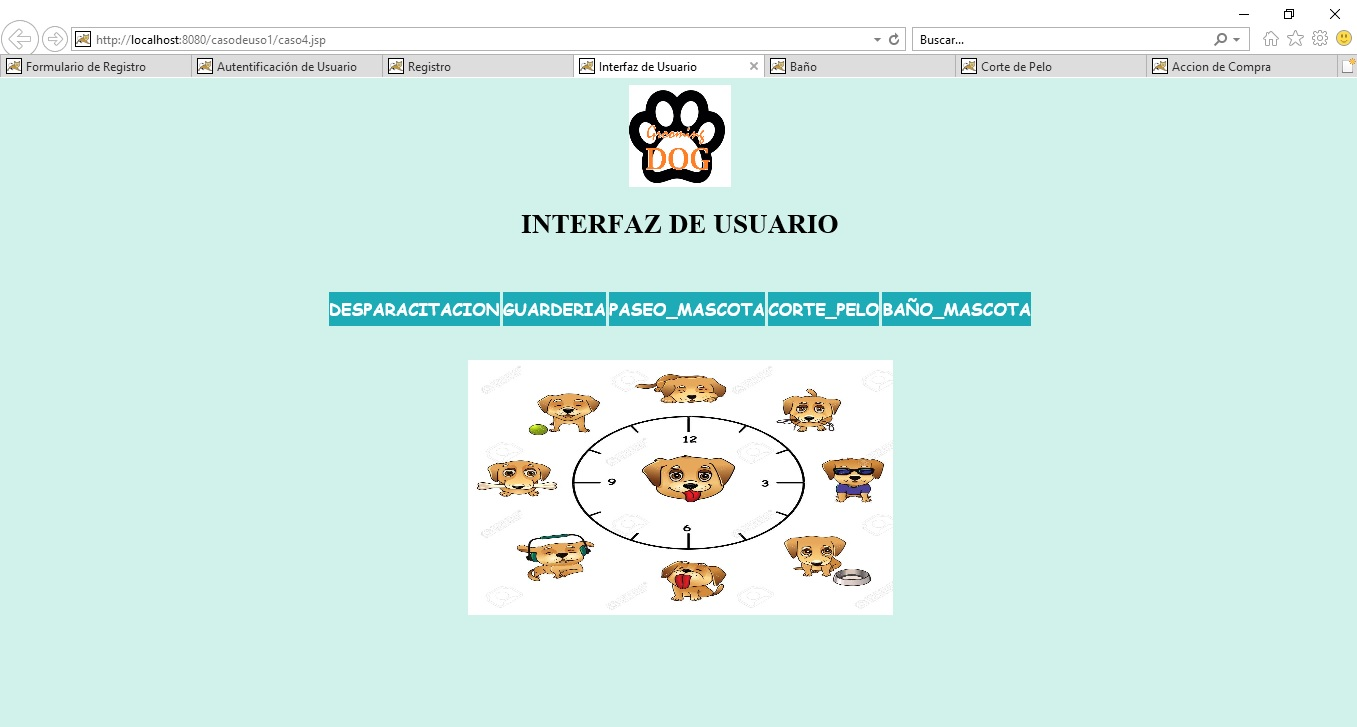 http://localhost:8080/casodeuso1/caso4.jsp
Buscar...
Formulario de Registro
Autentificación de Usuario
Registro
Interfaz de Usuario
Baño
Corte de Pelo
Accion de Compra
Grooming
DOG
INTERFAZ DE USUARIO
DESPARACITACION GUARDERIA PASEO_MASCOTA CORTE_PELO BAÑO_MASCOTA
12
9
3
6